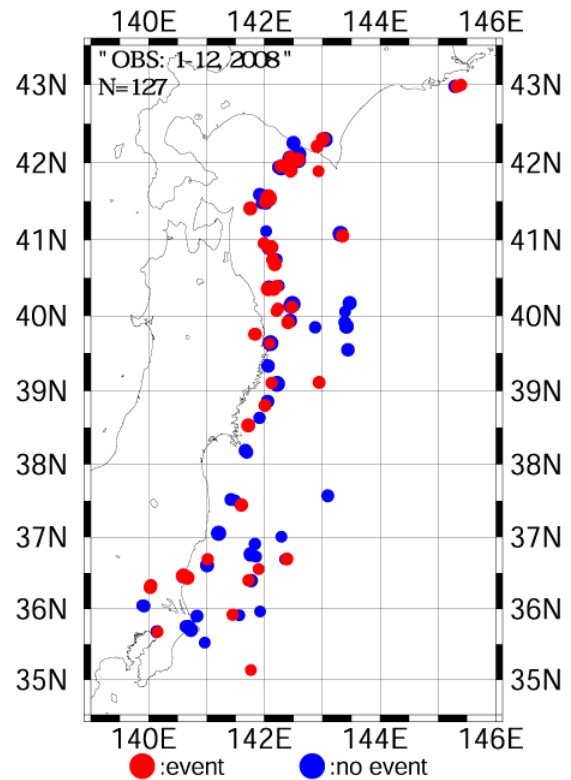 140E 142E 144E 146E
" OBS: 1-12, 2008 "
N=127
43N 43N
42N 42N
41N 41N
40N 40N
39N 39N
38N 38N
37N 37N
36N 36N
35N 35N
140E 142E 144E 146E
:event :no event